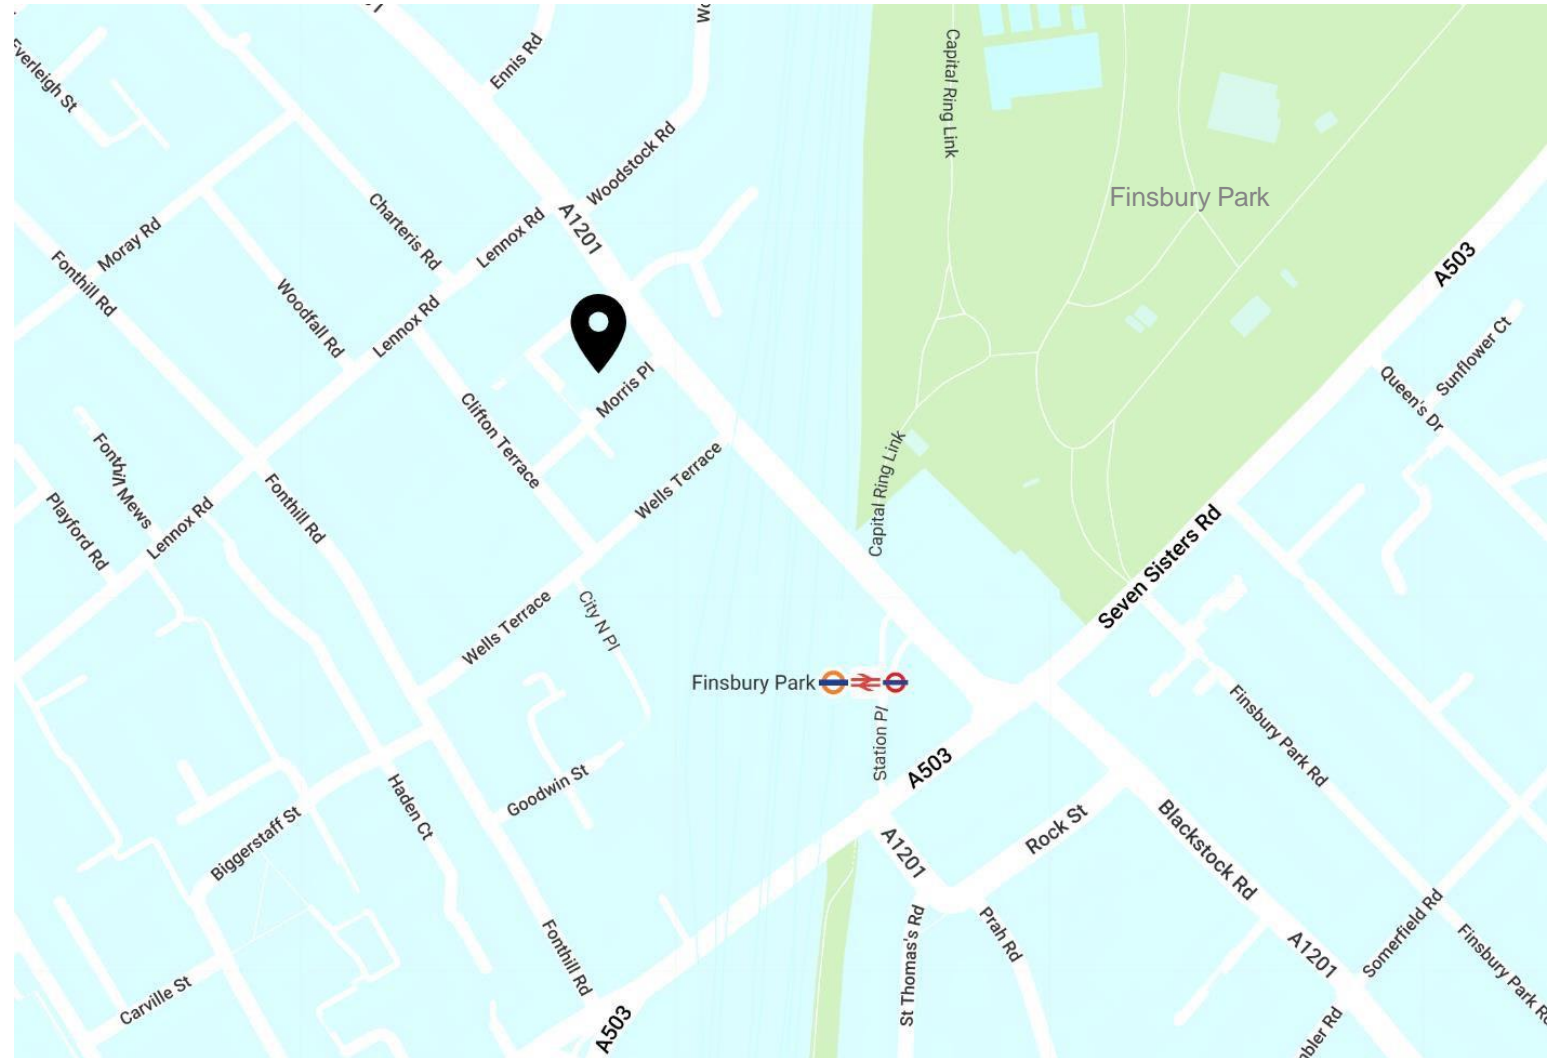 Ennis Rd
Capital Ring Link
Everleigh St
Woodstock Rd
Finsbury Park
Charteris Rd
Lennox Rd
A1201
Moray Rd
Fonthill Rd
A503
Woodfall Rd
Lennox Rd
Sunflower Ct
Morris Pl
Queen's Dr
Clifton Terrace
Fonthill Mews
Wells Terrace
Capital Ring Link
Playford Rd
Lennox Rd
Fonthill Rd
Seven Sisters Rd
Wells Terrace
City N Pl
Finsbury Park
Finsbury Park Rd
Station Pl
A503
Goodwin St
Haden Ct
Biggerstaff St
A1201
Rock St
Blackstock Rd
St Thomas's Rd
Prah Rd
Fonthill Rd
A1201
Somerfield Rd
Finsbury Park Rd
Carville St
A503